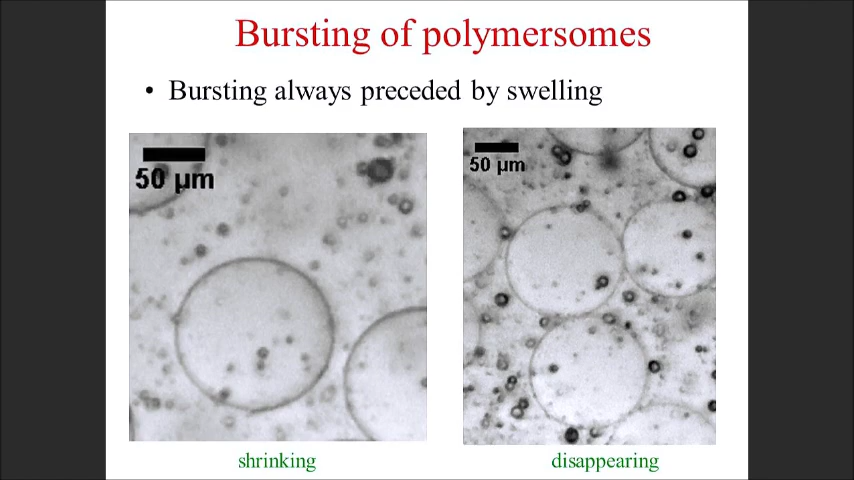 Bursting of polymersomes
• Bursting always preceded by swelling
50 µm
50 µm
shrinking
disappearing